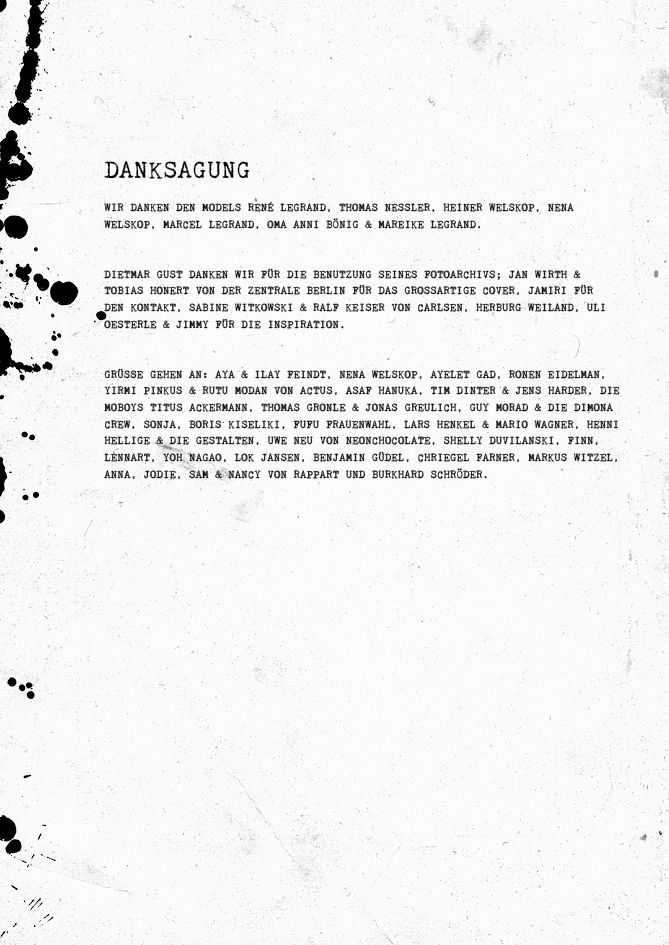 DANKSAGUNG
WIR DANKEN DEN MODELS RENÉ LEGRAND, THOMAS NESSLER, HEINER WELSKOP, NENA
WELSKOP, MARCEL LEGRAND, OMA ANNI BÖNIG & MAREIKE LEGRAND.
DIETMAR GUST DANKEN WIR FÜR DIE BENUTZUNG SEINES FOTOARCHIVS; JAN WIRTH &
TOBIAS HONERT VON DER ZENTRALE BERLIN FÜR DAS GROSSARTIGE COVER, JAMIRI FÜR
DEN KONTAKT, SABINE WITKOWSKI & RALF KEISER VON CARLSEN, HERBURG WEILAND, ULI
OESTERLE & JIMMY FÜR DIE INSPIRATION.
GRÜSSE GEHEN AN: AYA & ILAY FEINDT, NENA WELSKOP, AYELET GAD, RONEN EIDELMAN,
YIRMI PINKUS & RUTU MODAN VON ACTUS, ASAF HANUKA, TIM DINTER & JENS HARDER, DIE
MOBOYS TITUS ACKERMANN, THOMAS GRONLE & JONAS GREULICH, GUY MORAD & DIE DIMONA
CREW, SONJA, BORIS KISELIKI, FUFU FRAUENWAHL, LARS HENKEL & MARIO WAGNER, HENNI
HELLIGE & DIE GESTALTEN, UWE NEU VON NEONCHOCOLATE, SHELLY DUVILANSKI, FINN,
LENNART, YOH NAGAO, LOK JANSEN, BENJAMIN GÜDEL, CHRIEGEL FARNER, MARKUS WITZEL,
ANNA, JODIE, SAM & NANCY VON RAPPART UND BURKHARD SCHRÖDER.